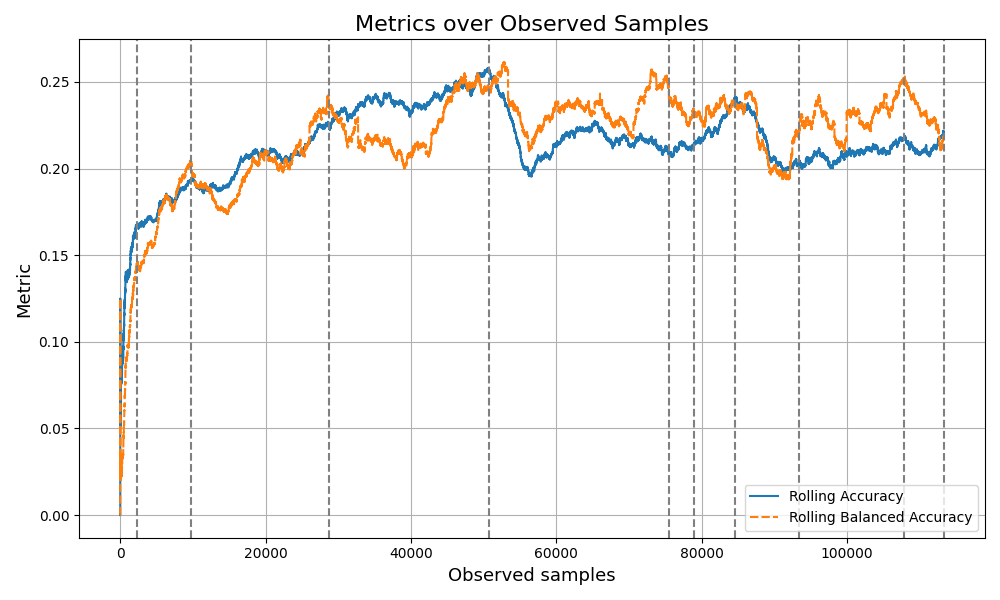 Metrics over Observed Samples
Metric
0.25
0.20
0.15
0.10
0.05
0.00
0
20000
40000
60000
80000
100000
Observed samples
Rolling Accuracy
Rolling Balanced Accuracy